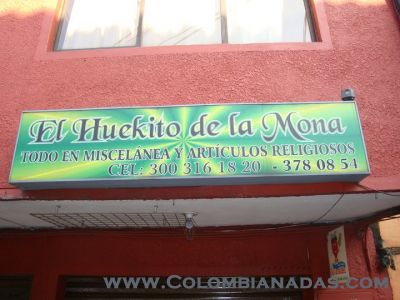 El Huekito de la Mona
TODO EN MISCELÁNEA Y ARTÍCULOS RELIGIOSOS
CEL: 300 316 18 20 - 378 08 54
www.Colombianadas.com